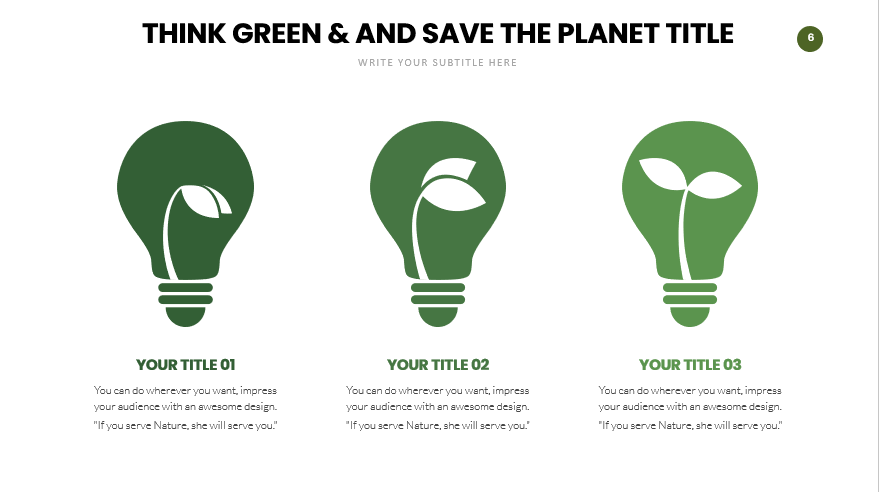 THINK GREEN & AND SAVE THE PLANET TITLE
6
WRITE YOUR SUBTITLE HERE
YOUR TITLE 01
You can do wherever you want, impress
your audience with an awesome design.
"If you serve Nature, she will serve you."
YOUR TITLE 02
You can do wherever you want, impress
your audience with an awesome design.
"If you serve Nature, she will serve you."
YOUR TITLE 03
You can do wherever you want, impress
your audience with an awesome design.
"If you serve Nature, she will serve you."